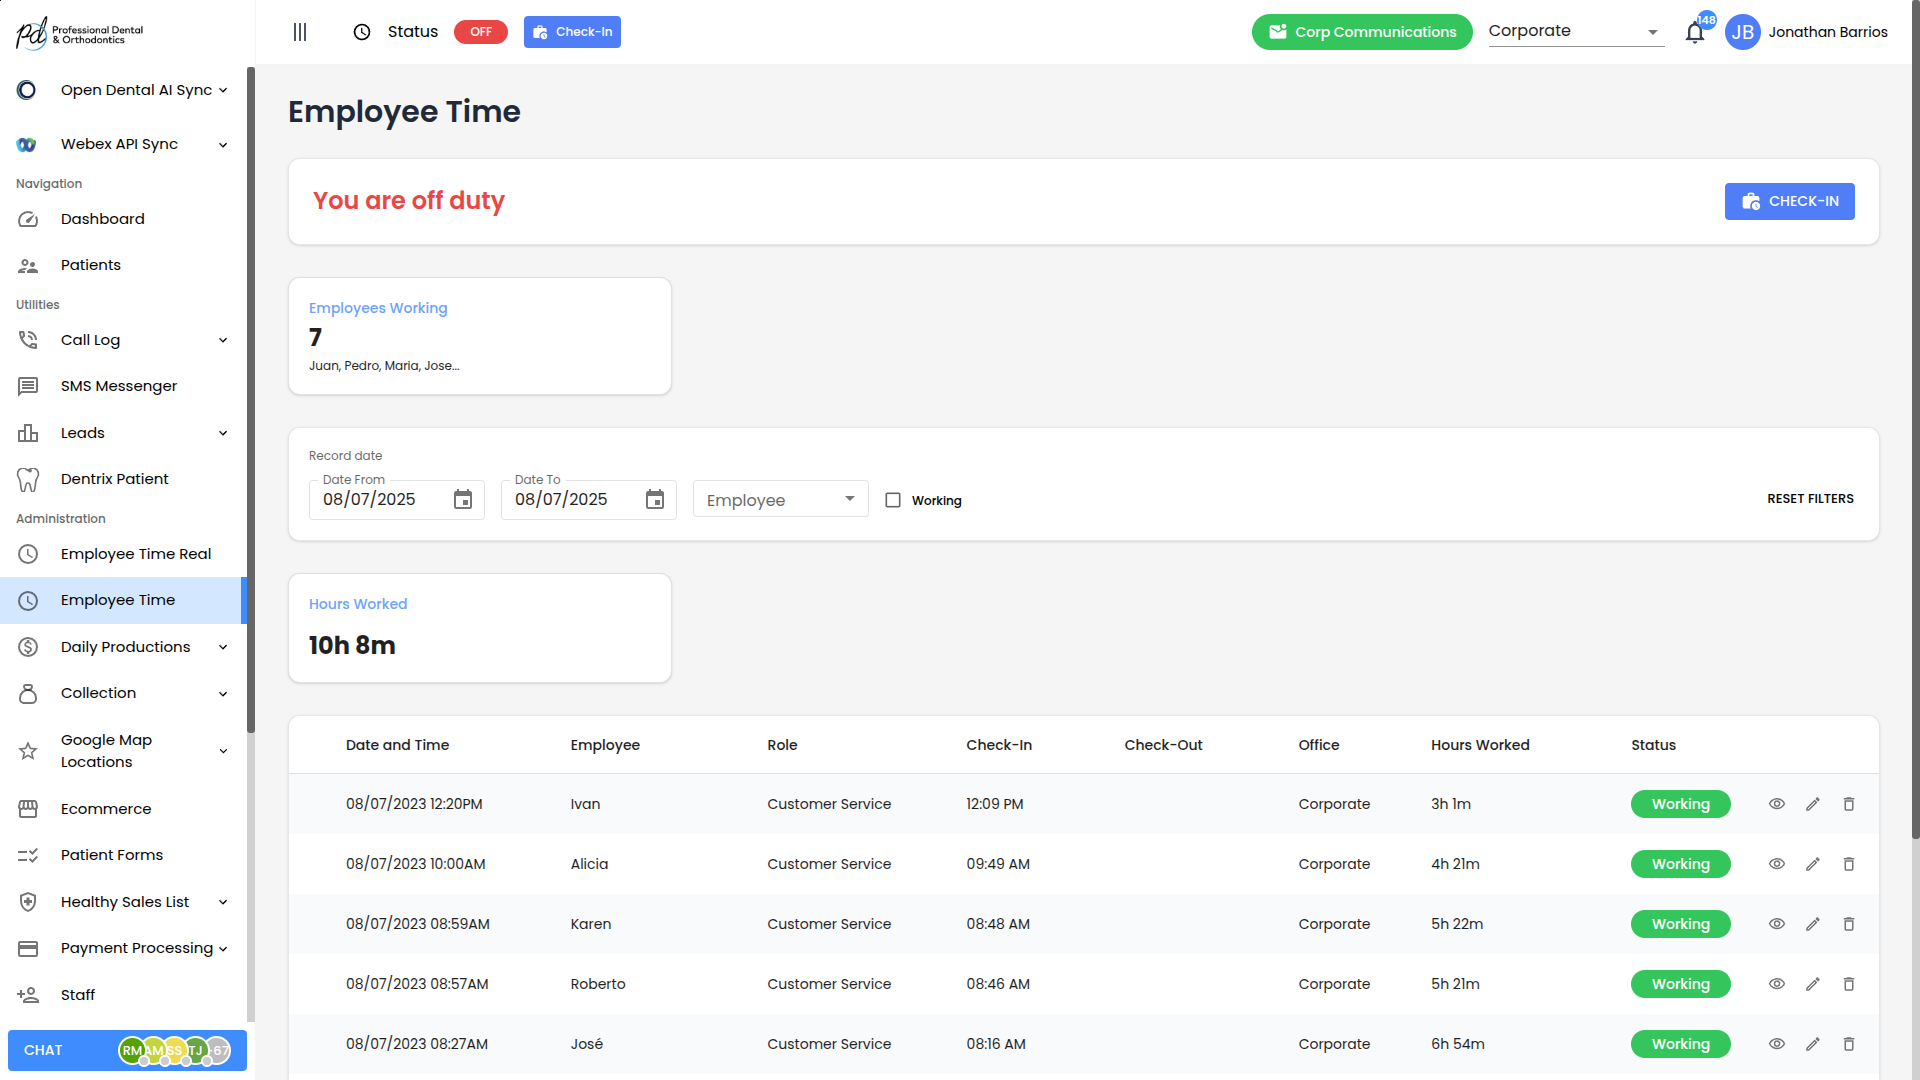 pd Professional Dental
& Orthodontics
Status OFF Check-In
Corp Communications Corporate 148 JB Jonathan Barrios
Open Dental AI Sync
Webex API Sync
Navigation
Dashboard
Patients
Utilities
Call Log
SMS Messenger
Leads
Dentrix Patient
Administration
Employee Time Real
Employee Time
Daily Productions
Collection
Google Map
Locations
Ecommerce
Patient Forms
Healthy Sales List
Payment Processing
Staff
CHAT RM AM SS TJ +67
Employee Time
You are off duty CHECK-IN
Employees Working
7
Juan, Pedro, Maria, Jose...
Record date
Date From Date To
08/07/2025 08/07/2025 Employee Working RESET FILTERS
Hours Worked
10h 8m
Date and Time Employee Role Check-In Check-Out Office Hours Worked Status
08/07/2023 12:20PM Ivan Customer Service 12:09 PM Corporate 3h 1m Working
08/07/2023 10:00AM Alicia Customer Service 09:49 AM Corporate 4h 21m Working
08/07/2023 08:59AM Karen Customer Service 08:48 AM Corporate 5h 22m Working
08/07/2023 08:57AM Roberto Customer Service 08:46 AM Corporate 5h 21m Working
08/07/2023 08:27AM José Customer Service 08:16 AM Corporate 6h 54m Working